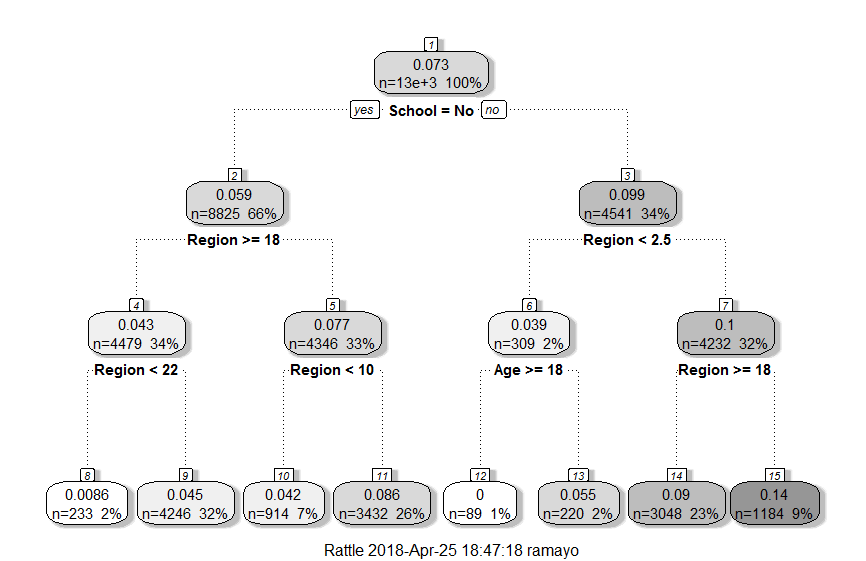 1
0.073
n=13e+3 100%
yes School = No no
2
3
0.059
n=8825 66%
0.099
n=4541 34%
Region >= 18
Region < 2.5
4
5
6
7
0.043
n=4479 34%
0.077
n=4346 33%
0.039
n=309 2%
0.1
n=4232 32%
Region < 22
Region < 10
Age >= 18
Region >= 18
8
9
10
11
12
13
14
15
0.0086
n=233 2%
0.045
n=4246 32%
0.042
n=914 7%
0.086
n=3432 26%
0
n=89 1%
0.055
n=220 2%
0.09
n=3048 23%
0.14
n=1184 9%
Rattle 2018-Apr-25 18:47:18 ramayo